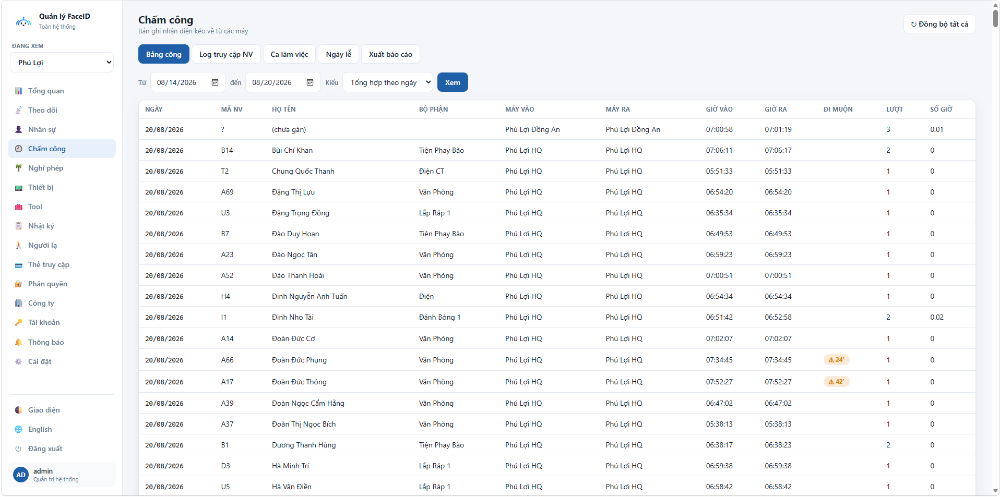 Quản lý FaceID
Toàn hệ thống
ĐANG XEM
Phú Lợi
Tổng quan
Theo dõi
Nhân sự
Chấm công
Nghỉ phép
Thiết bị
Tool
Nhật ký
Người lạ
Thẻ truy cập
Phân quyền
Công ty
Tài khoản
Thông báo
Cài đặt
Giao diện
English
Đăng xuất
AD
admin
Quản trị hệ thống
Chấm công
Bản ghi nhận diện kéo về từ các máy
↻ Đồng bộ tất cả
Bảng công Log truy cập NV Ca làm việc Ngày lễ Xuất báo cáo
Từ 08/14/2026 đến 08/20/2026 Kiểu Tổng hợp theo ngày Xem
NGÀY MÃ NV HỌ TÊN BỘ PHẬN MÁY VÀO MÁY RA GIỜ VÀO GIỜ RA ĐI MUỘN LƯỢT SỐ GIỜ
20/08/2026 ? (chưa gán) Phú Lợi Đồng An Phú Lợi Đồng An 07:00:58 07:01:19 3 0.01
20/08/2026 B14 Bùi Chí Khan Tiện Phay Bào Phú Lợi HQ Phú Lợi HQ 07:06:11 07:06:17 2 0
20/08/2026 T2 Chung Quốc Thanh Điện CT Phú Lợi HQ Phú Lợi HQ 05:51:33 05:51:33 1 0
20/08/2026 A69 Đặng Thị Lựu Văn Phòng Phú Lợi HQ Phú Lợi HQ 06:54:20 06:54:20 1 0
20/08/2026 U3 Đặng Trọng Đồng Lắp Ráp 1 Phú Lợi HQ Phú Lợi HQ 06:35:34 06:35:34 1 0
20/08/2026 B7 Đào Duy Hoan Tiện Phay Bào Phú Lợi HQ Phú Lợi HQ 06:49:53 06:49:53 1 0
20/08/2026 A23 Đào Ngọc Tân Văn Phòng Phú Lợi HQ Phú Lợi HQ 06:59:23 06:59:23 1 0
20/08/2026 A52 Đào Thanh Hoài Văn Phòng Phú Lợi HQ Phú Lợi HQ 07:00:51 07:00:51 1 0
20/08/2026 H4 Đinh Nguyễn Anh Tuấn Điện Phú Lợi HQ Phú Lợi HQ 06:54:34 06:54:34 1 0
20/08/2026 I1 Đinh Nho Tài Đánh Bóng 1 Phú Lợi HQ Phú Lợi HQ 06:51:42 06:52:58 2 0.02
20/08/2026 A14 Đoàn Đức Cơ Văn Phòng Phú Lợi HQ Phú Lợi HQ 07:02:07 07:02:07 1 0
20/08/2026 A66 Đoàn Đức Phụng Văn Phòng Phú Lợi HQ Phú Lợi HQ 07:34:45 07:34:45 ⚠ 24' 1 0
20/08/2026 A17 Đoàn Đức Thông Văn Phòng Phú Lợi HQ Phú Lợi HQ 07:52:27 07:52:27 ⚠ 42' 1 0
20/08/2026 A39 Đoàn Ngọc Cẩm Hằng Văn Phòng Phú Lợi HQ Phú Lợi HQ 06:47:02 06:47:02 1 0
20/08/2026 A37 Đoàn Thị Ngọc Bích Văn Phòng Phú Lợi HQ Phú Lợi HQ 05:38:13 05:38:13 1 0
20/08/2026 B1 Dương Thanh Hùng Tiện Phay Bào Phú Lợi HQ Phú Lợi HQ 06:38:17 06:38:23 2 0
20/08/2026 D3 Hà Minh Trí Lắp Ráp 1 Phú Lợi HQ Phú Lợi HQ 06:59:38 06:59:38 1 0
20/08/2026 U5 Hà Văn Điền Lắp Ráp 1 Phú Lợi HQ Phú Lợi HQ 06:58:42 06:58:42 1 0